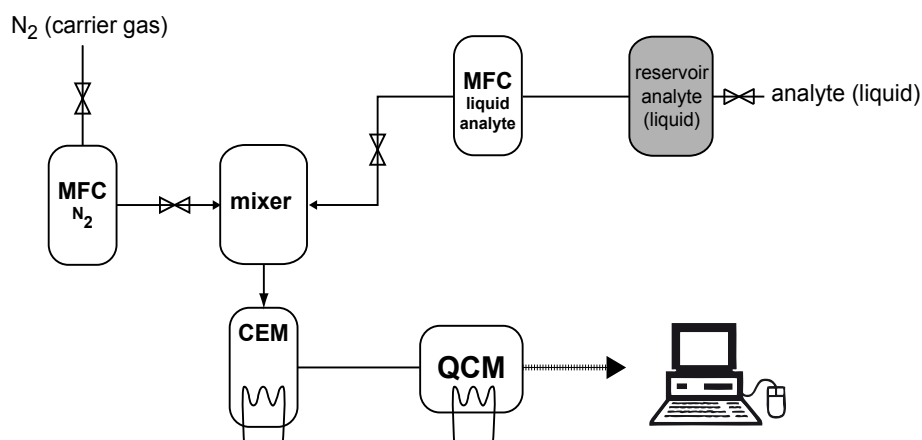 N₂ (carrier gas)
MFC
liquid
analyte
reservoir
analyte
(liquid)
analyte (liquid)
MFC
N₂
mixer
CEM
QCM